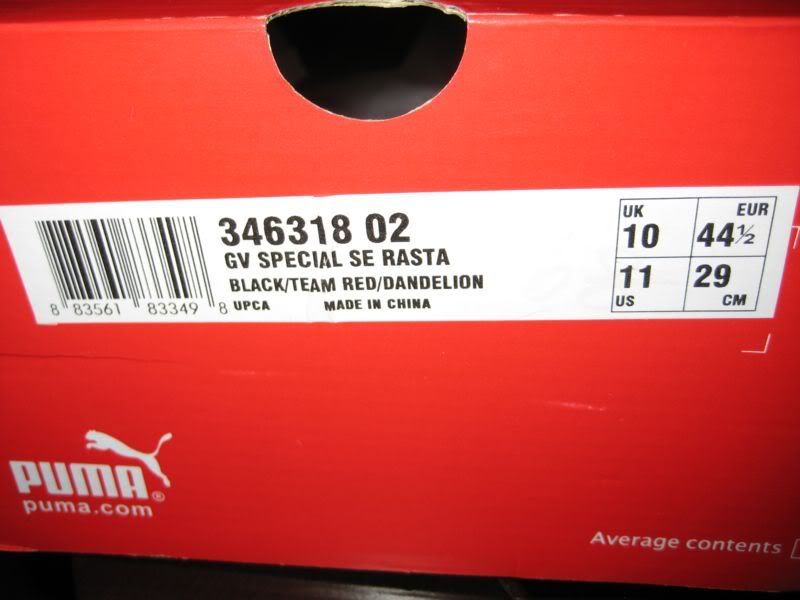 346318 02
GV SPECIAL SE RASTA
BLACK/TEAM RED/DANDELION
8 83561 83349 8 UPCA MADE IN CHINA
UK EUR
10 44½
11 29
US CM
PUMA®
puma.com
Average contents